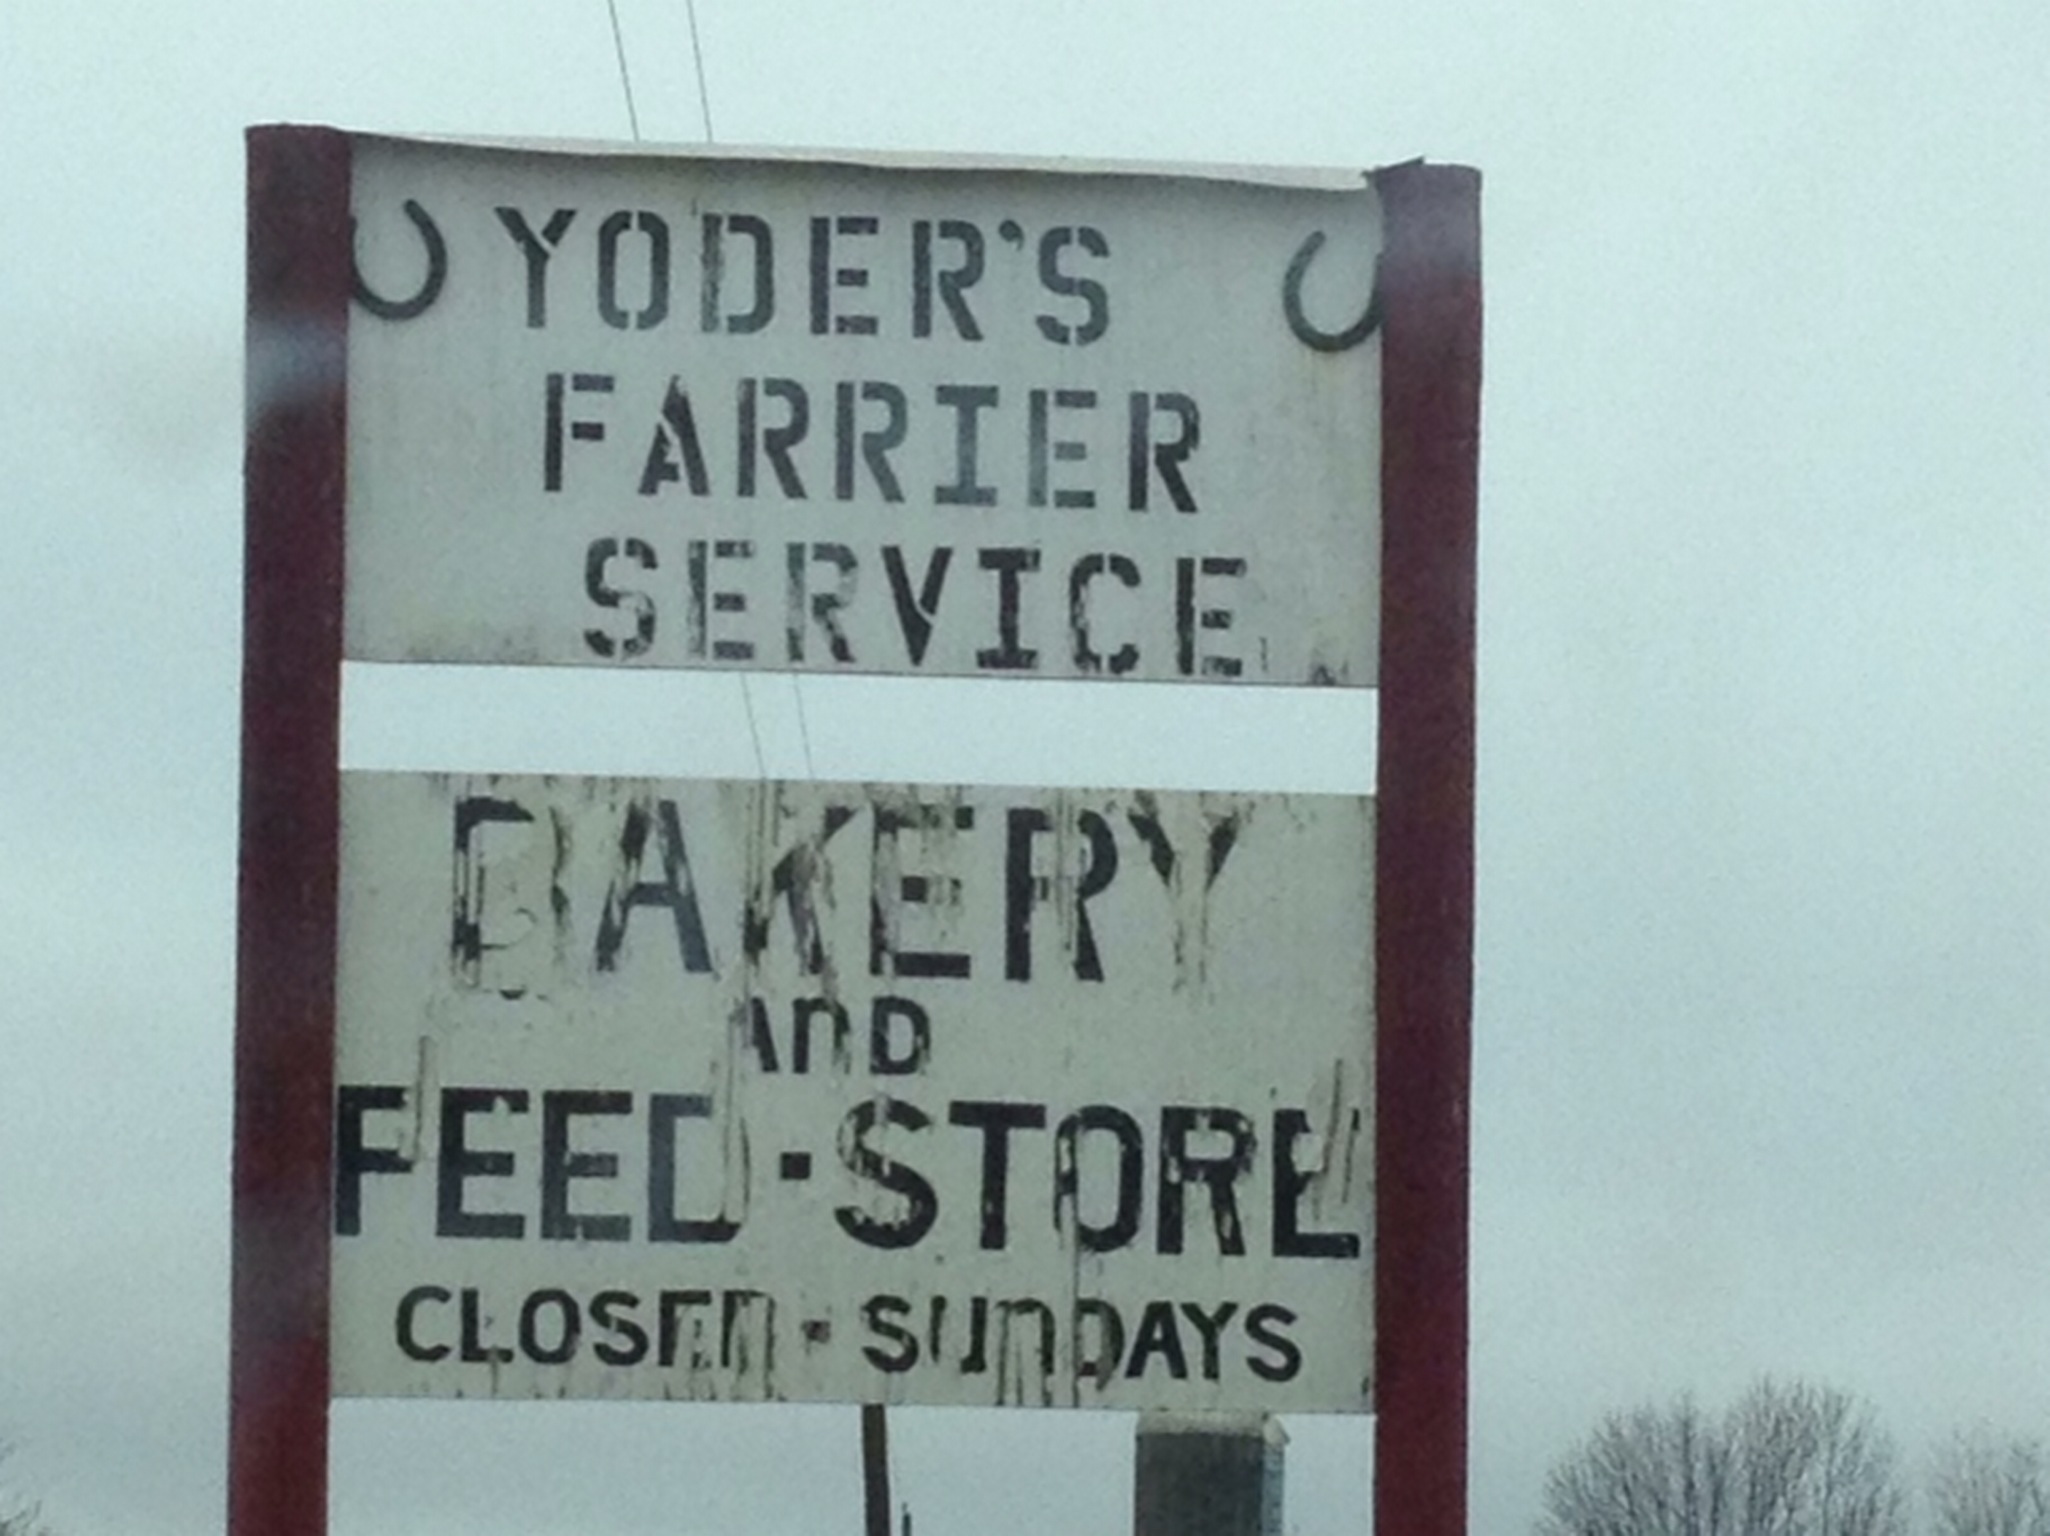 YODER'S
FARRIER
SERVICE
BAKERY
AnD
FEED·STORE
CLOSED·SUnDAYS